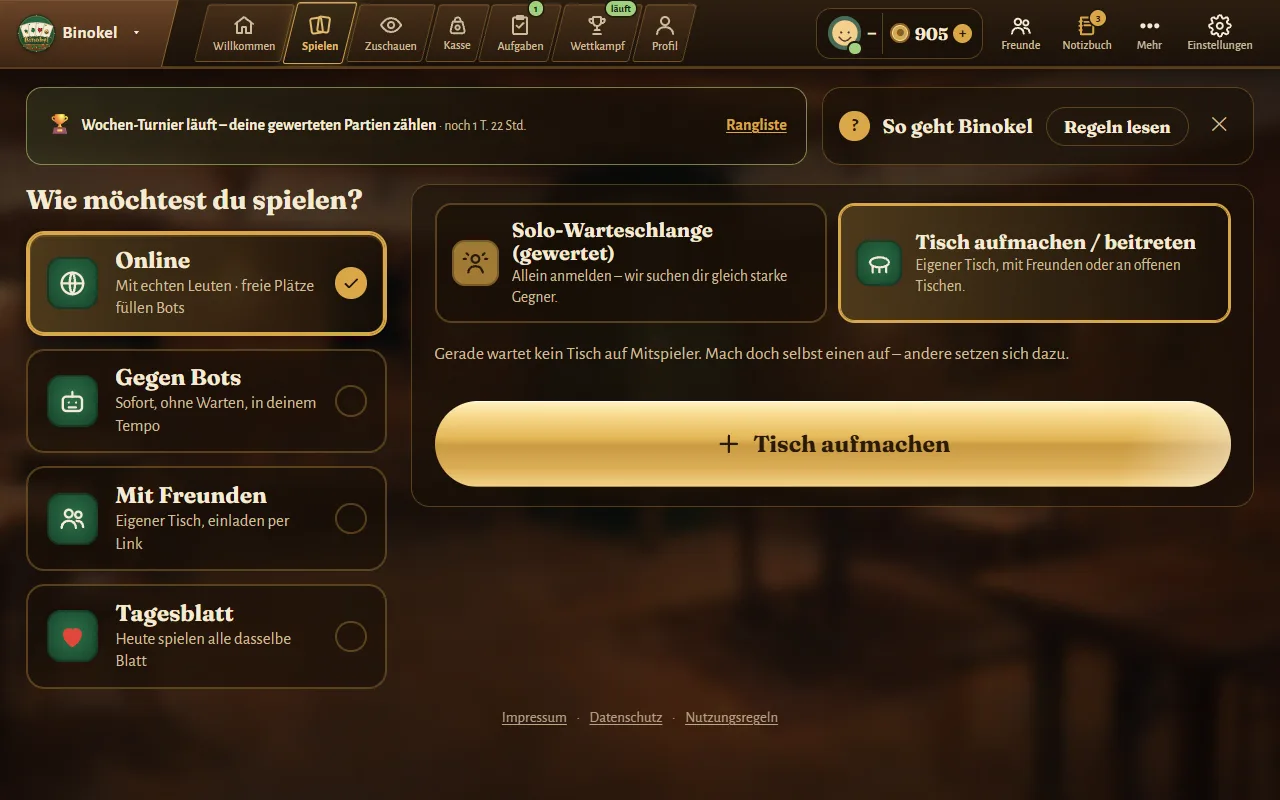 Binokel
Willkommen
Spielen
Zuschauen
Kasse
1
Aufgaben
läuft
Wettkampf
Profil
–
905
+
Freunde
3
Notizbuch
Mehr
Einstellungen
Wochen-Turnier läuft – deine gewerteten Partien zählen · noch 1 T. 22 Std.
Rangliste
?
So geht Binokel
Regeln lesen
Wie möchtest du spielen?
Online
Mit echten Leuten · freie Plätze
füllen Bots
Gegen Bots
Sofort, ohne Warten, in deinem
Tempo
Mit Freunden
Eigener Tisch, einladen per
Link
Tagesblatt
Heute spielen alle dasselbe
Blatt
Solo-Warteschlange
(gewertet)
Allein anmelden – wir suchen dir gleich starke
Gegner.
Tisch aufmachen / beitreten
Eigener Tisch, mit Freunden oder an offenen
Tischen.
Gerade wartet kein Tisch auf Mitspieler. Mach doch selbst einen auf – andere setzen sich dazu.
+ Tisch aufmachen
Impressum · Datenschutz · Nutzungsregeln